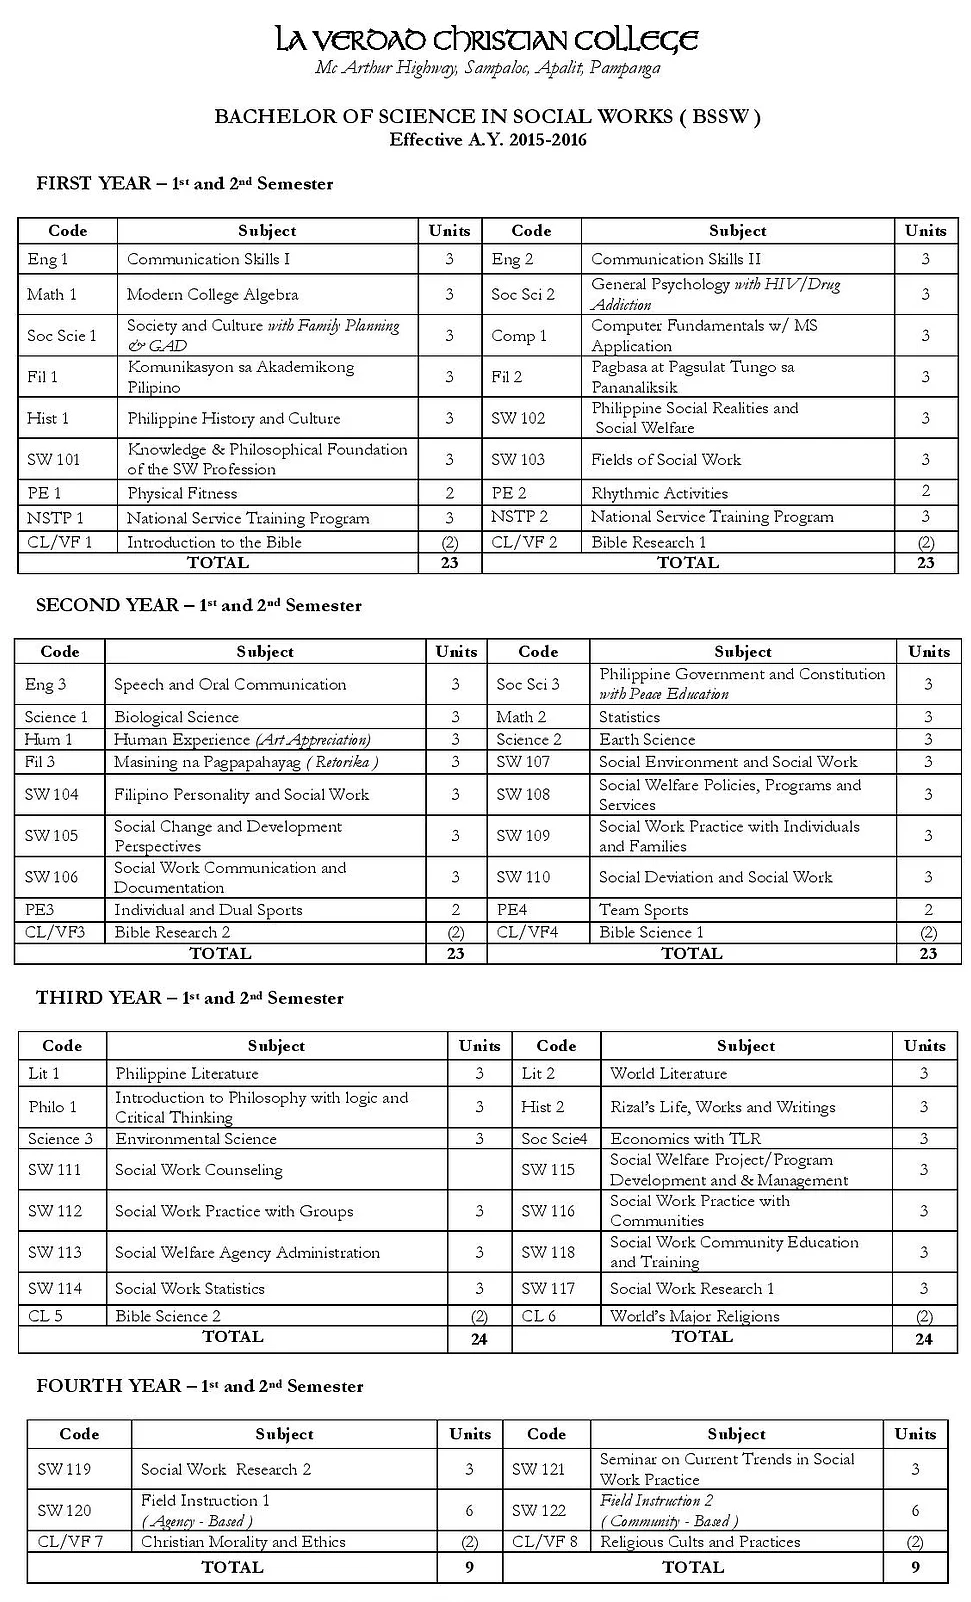 La Verdad Christian College
Mc Arthur Highway, Sampaloc, Apalit, Pampanga
BACHELOR OF SCIENCE IN SOCIAL WORKS ( BSSW )
Effective A.Y. 2015-2016
FIRST YEAR – 1st and 2nd Semester
Code Subject Units Code Subject Units
Eng 1 Communication Skills I 3 Eng 2 Communication Skills II 3
Math 1 Modern College Algebra 3 Soc Sci 2 General Psychology with HIV/Drug
Addiction 3
Soc Scie 1 Society and Culture with Family Planning
& GAD 3 Comp 1 Computer Fundamentals w/ MS
Application 3
Fil 1 Komunikasyon sa Akademikong
Pilipino 3 Fil 2 Pagbasa at Pagsulat Tungo sa
Pananaliksik 3
Hist 1 Philippine History and Culture 3 SW 102 Philippine Social Realities and
Social Welfare 3
SW 101 Knowledge & Philosophical Foundation
of the SW Profession 3 SW 103 Fields of Social Work 3
PE 1 Physical Fitness 2 PE 2 Rhythmic Activities 2
NSTP 1 National Service Training Program 3 NSTP 2 National Service Training Program 3
CL/VF 1 Introduction to the Bible (2) CL/VF 2 Bible Research 1 (2)
TOTAL 23 TOTAL 23
SECOND YEAR – 1st and 2nd Semester
Code Subject Units Code Subject Units
Eng 3 Speech and Oral Communication 3 Soc Sci 3 Philippine Government and Constitution
with Peace Education 3
Science 1 Biological Science 3 Math 2 Statistics 3
Hum 1 Human Experience (Art Appreciation) 3 Science 2 Earth Science 3
Fil 3 Masining na Pagpapahayag ( Retorika ) 3 SW 107 Social Environment and Social Work 3
SW 104 Filipino Personality and Social Work 3 SW 108 Social Welfare Policies, Programs and
Services 3
SW 105 Social Change and Development
Perspectives 3 SW 109 Social Work Practice with Individuals
and Families 3
SW 106 Social Work Communication and
Documentation 3 SW 110 Social Deviation and Social Work 3
PE3 Individual and Dual Sports 2 PE4 Team Sports 2
CL/VF3 Bible Research 2 (2) CL/VF4 Bible Science 1 (2)
TOTAL 23 TOTAL 23
THIRD YEAR – 1st and 2nd Semester
Code Subject Units Code Subject Units
Lit 1 Philippine Literature 3 Lit 2 World Literature 3
Philo 1 Introduction to Philosophy with logic and
Critical Thinking 3 Hist 2 Rizal's Life, Works and Writings 3
Science 3 Environmental Science 3 Soc Scie4 Economics with TLR 3
SW 111 Social Work Counseling SW 115 Social Welfare Project/Program
Development and & Management 3
SW 112 Social Work Practice with Groups 3 SW 116 Social Work Practice with
Communities 3
SW 113 Social Welfare Agency Administration 3 SW 118 Social Work Community Education
and Training 3
SW 114 Social Work Statistics 3 SW 117 Social Work Research 1 3
CL 5 Bible Science 2 (2) CL 6 World's Major Religions (2)
TOTAL 24 TOTAL 24
FOURTH YEAR – 1st and 2nd Semester
Code Subject Units Code Subject Units
SW 119 Social Work Research 2 3 SW 121 Seminar on Current Trends in Social
Work Practice 3
SW 120 Field Instruction 1
( Agency - Based ) 6 SW 122 Field Instruction 2
( Community - Based ) 6
CL/VF 7 Christian Morality and Ethics (2) CL/VF 8 Religious Cults and Practices (2)
TOTAL 9 TOTAL 9